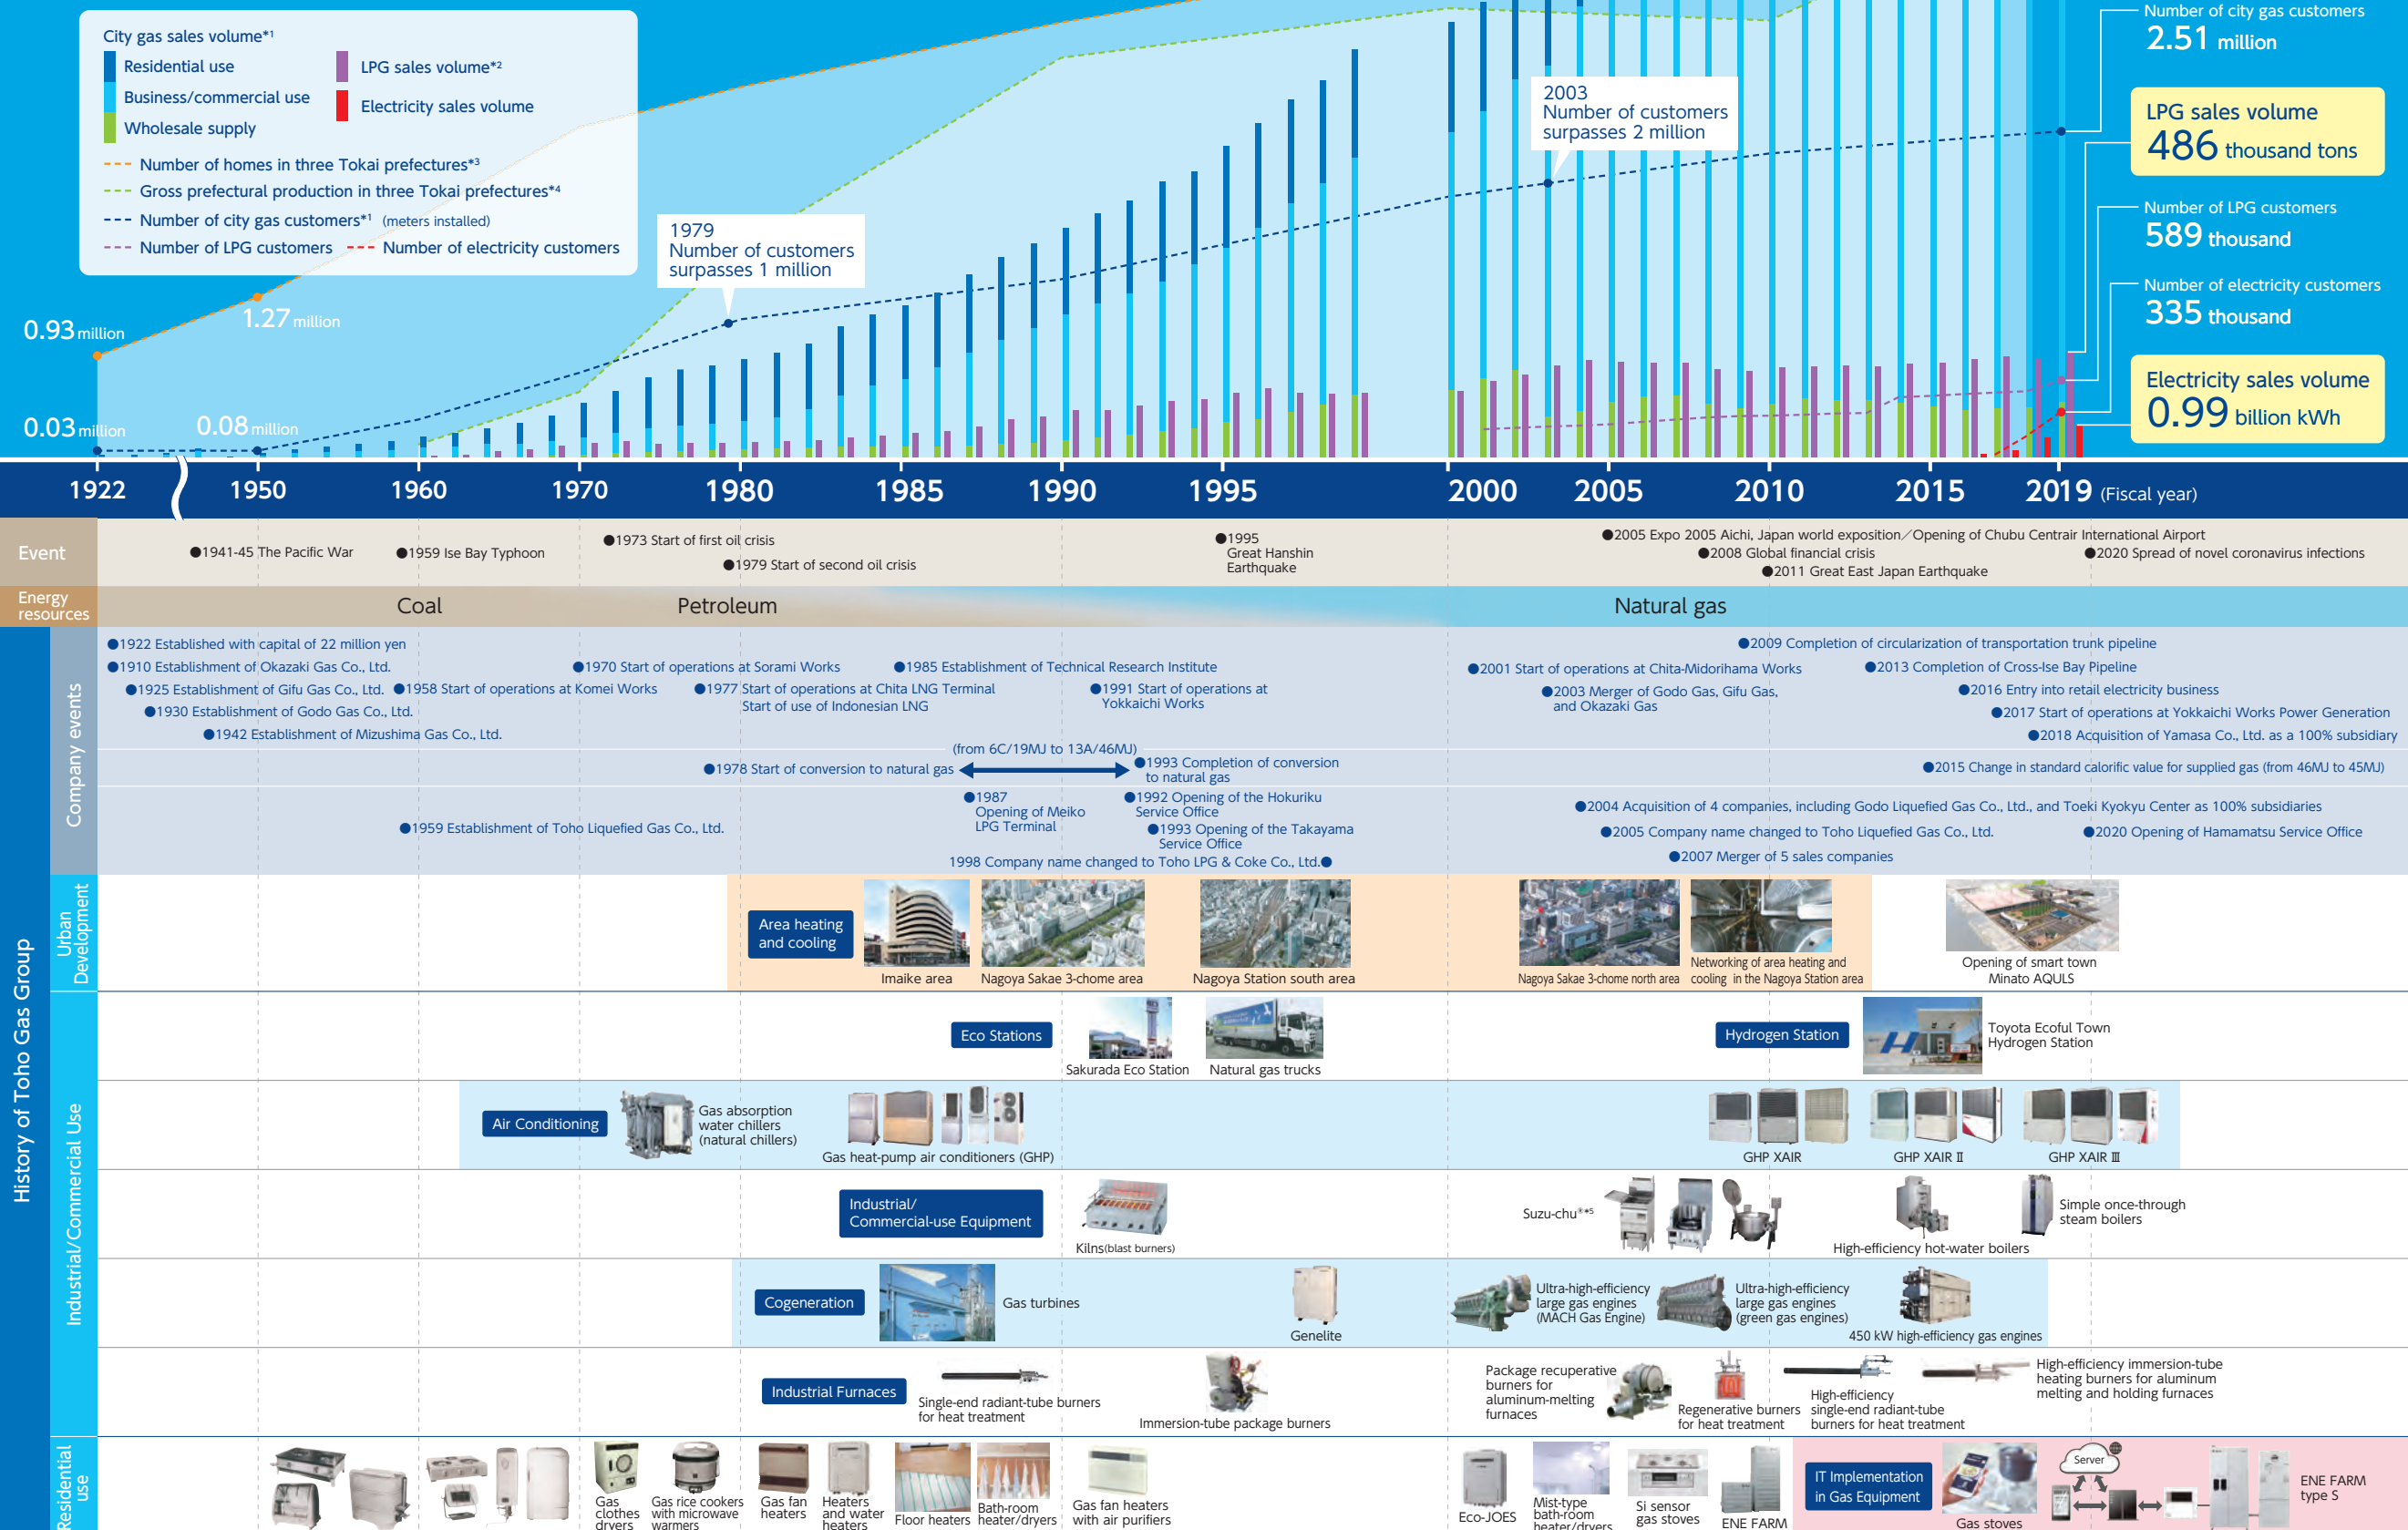 City gas sales volume*1
Residential use
Business/commercial use
Wholesale supply
LPG sales volume*2
Electricity sales volume
Number of homes in three Tokai prefectures*3
Gross prefectural production in three Tokai prefectures*4
Number of city gas customers*1 (meters installed)
Number of LPG customers
Number of electricity customers
0.93 million
1.27 million
0.03 million
0.08 million
1979
Number of customers
surpasses 1 million
2003
Number of customers
surpasses 2 million
Number of city gas customers
2.51 million
LPG sales volume
486 thousand tons
Number of LPG customers
589 thousand
Number of electricity customers
335 thousand
Electricity sales volume
0.99 billion kWh
1922 1950 1960 1970 1980 1985 1990 1995 2000 2005 2010 2015 2019 (Fiscal year)
Event
●1941-45 The Pacific War
●1959 Ise Bay Typhoon
●1973 Start of first oil crisis
●1979 Start of second oil crisis
●1995
Great Hanshin
Earthquake
●2005 Expo 2005 Aichi, Japan world exposition／Opening of Chubu Centrair International Airport
●2008 Global financial crisis
●2011 Great East Japan Earthquake
●2020 Spread of novel coronavirus infections
Energy
resources
Coal
Petroleum
Natural gas
History of Toho Gas Group
Company events
●1922 Established with capital of 22 million yen
●1910 Establishment of Okazaki Gas Co., Ltd.
●1925 Establishment of Gifu Gas Co., Ltd.
●1930 Establishment of Godo Gas Co., Ltd.
●1942 Establishment of Mizushima Gas Co., Ltd.
●1958 Start of operations at Komei Works
●1970 Start of operations at Sorami Works
●1977 Start of operations at Chita LNG Terminal
Start of use of Indonesian LNG
●1985 Establishment of Technical Research Institute
●1991 Start of operations at
Yokkaichi Works
●2001 Start of operations at Chita-Midorihama Works
●2003 Merger of Godo Gas, Gifu Gas,
and Okazaki Gas
●2009 Completion of circularization of transportation trunk pipeline
●2013 Completion of Cross-Ise Bay Pipeline
●2016 Entry into retail electricity business
●2017 Start of operations at Yokkaichi Works Power Generation
●2018 Acquisition of Yamasa Co., Ltd. as a 100% subsidiary
(from 6C/19MJ to 13A/46MJ)
●1978 Start of conversion to natural gas
●1993 Completion of conversion
to natural gas
●2015 Change in standard calorific value for supplied gas (from 46MJ to 45MJ)
●1959 Establishment of Toho Liquefied Gas Co., Ltd.
●1987
Opening of Meiko
LPG Terminal
●1992 Opening of the Hokuriku
Service Office
●1993 Opening of the Takayama
Service Office
1998 Company name changed to Toho LPG & Coke Co., Ltd.●
●2004 Acquisition of 4 companies, including Godo Liquefied Gas Co., Ltd., and Toeki Kyokyu Center as 100% subsidiaries
●2005 Company name changed to Toho Liquefied Gas Co., Ltd.
●2020 Opening of Hamamatsu Service Office
●2007 Merger of 5 sales companies
Urban
Development
Area heating
and cooling
Imaike area
Nagoya Sakae 3-chome area
Nagoya Station south area
Nagoya Sakae 3-chome north area
Networking of area heating and
cooling in the Nagoya Station area
Opening of smart town
Minato AQULS
Industrial/Commercial Use
Eco Stations
Sakurada Eco Station
Natural gas trucks
Hydrogen Station
H
Toyota Ecoful Town
Hydrogen Station
Air Conditioning
Gas absorption
water chillers
(natural chillers)
Gas heat-pump air conditioners (GHP)
GHP XAIR
GHP XAIR II
GHP XAIR III
Industrial/
Commercial-use Equipment
Kilns(blast burners)
Suzu-chu®*5
High-efficiency hot-water boilers
Simple once-through
steam boilers
Cogeneration
Gas turbines
Genelite
Ultra-high-efficiency
large gas engines
(MACH Gas Engine)
Ultra-high-efficiency
large gas engines
(green gas engines)
450 kW high-efficiency gas engines
Industrial Furnaces
Single-end radiant-tube burners
for heat treatment
Immersion-tube package burners
Package recuperative
burners for
aluminum-melting
furnaces
Regenerative burners
for heat treatment
High-efficiency
single-end radiant-tube
burners for heat treatment
High-efficiency immersion-tube
heating burners for aluminum
melting and holding furnaces
Residential
use
Gas
clothes
dryers
Gas rice cookers
with microwave
warmers
Gas fan
heaters
Heaters
and water
heaters
Floor heaters
Bath-room
heater/dryers
Gas fan heaters
with air purifiers
Eco-JOES
Mist-type
bath-room
heater/dryers
Si sensor
gas stoves
ENE FARM
IT Implementation
in Gas Equipment
Gas stoves
Server
ENE FARM
type S